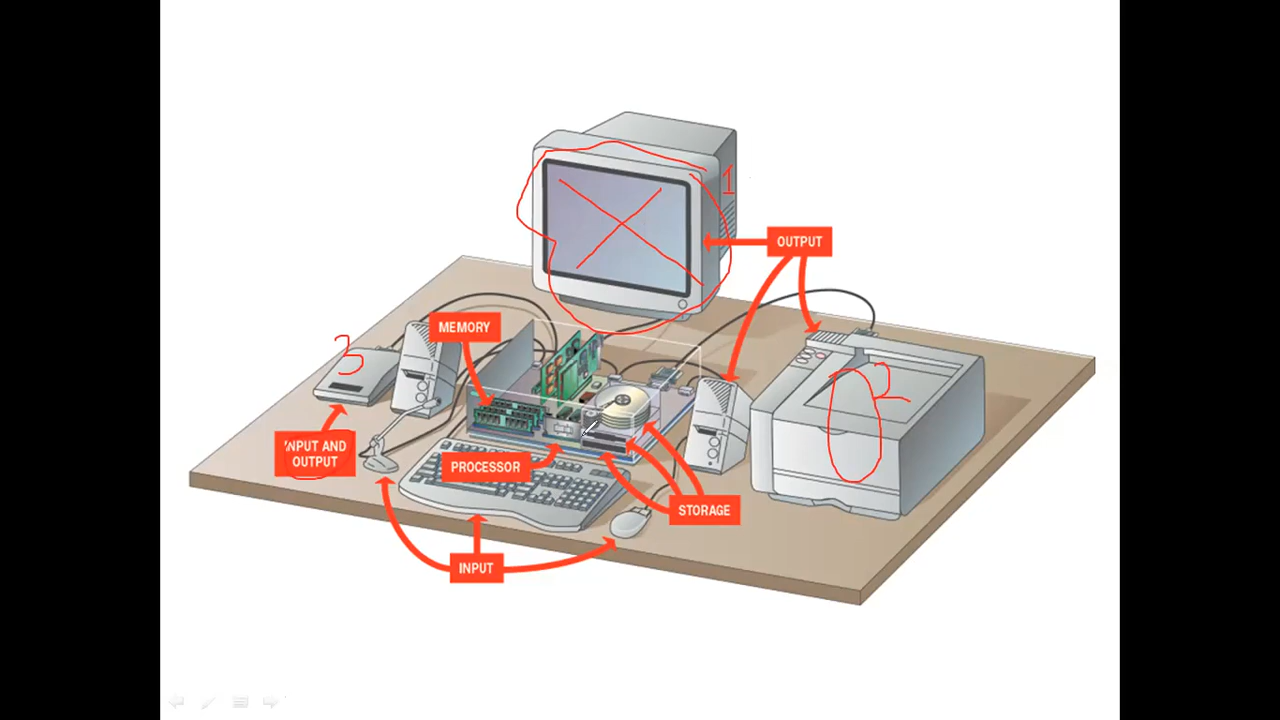 1
OUTPUT
MEMORY
3
2
INPUT AND
OUTPUT
PROCESSOR
STORAGE
INPUT